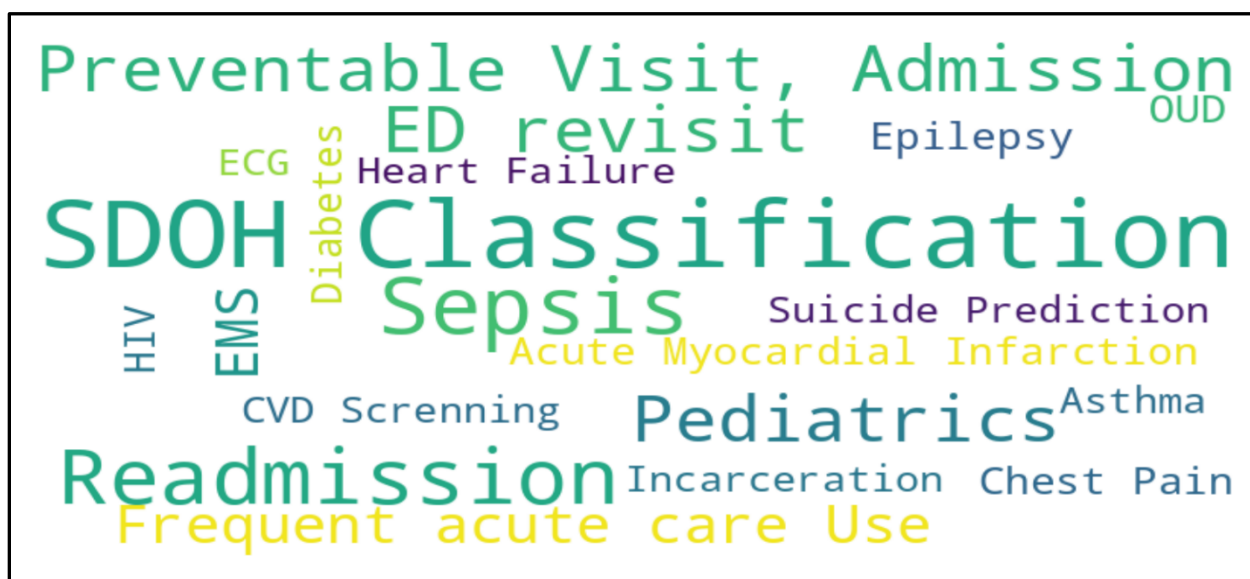 Preventable Visit, Admission
OUD
ED revisit
Epilepsy
ECG
Diabetes
Heart Failure
SDOH
Classification
Sepsis
HIV
EMS
Suicide Prediction
Acute Myocardial Infarction
CVD Screnning
Pediatrics
Asthma
Readmission
Incarceration
Chest Pain
Frequent acute care Use